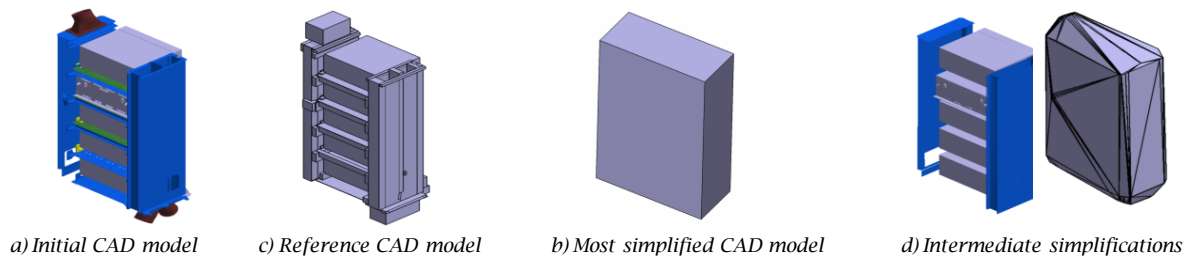 a) Initial CAD model
c) Reference CAD model
b) Most simplified CAD model
d) Intermediate simplifications